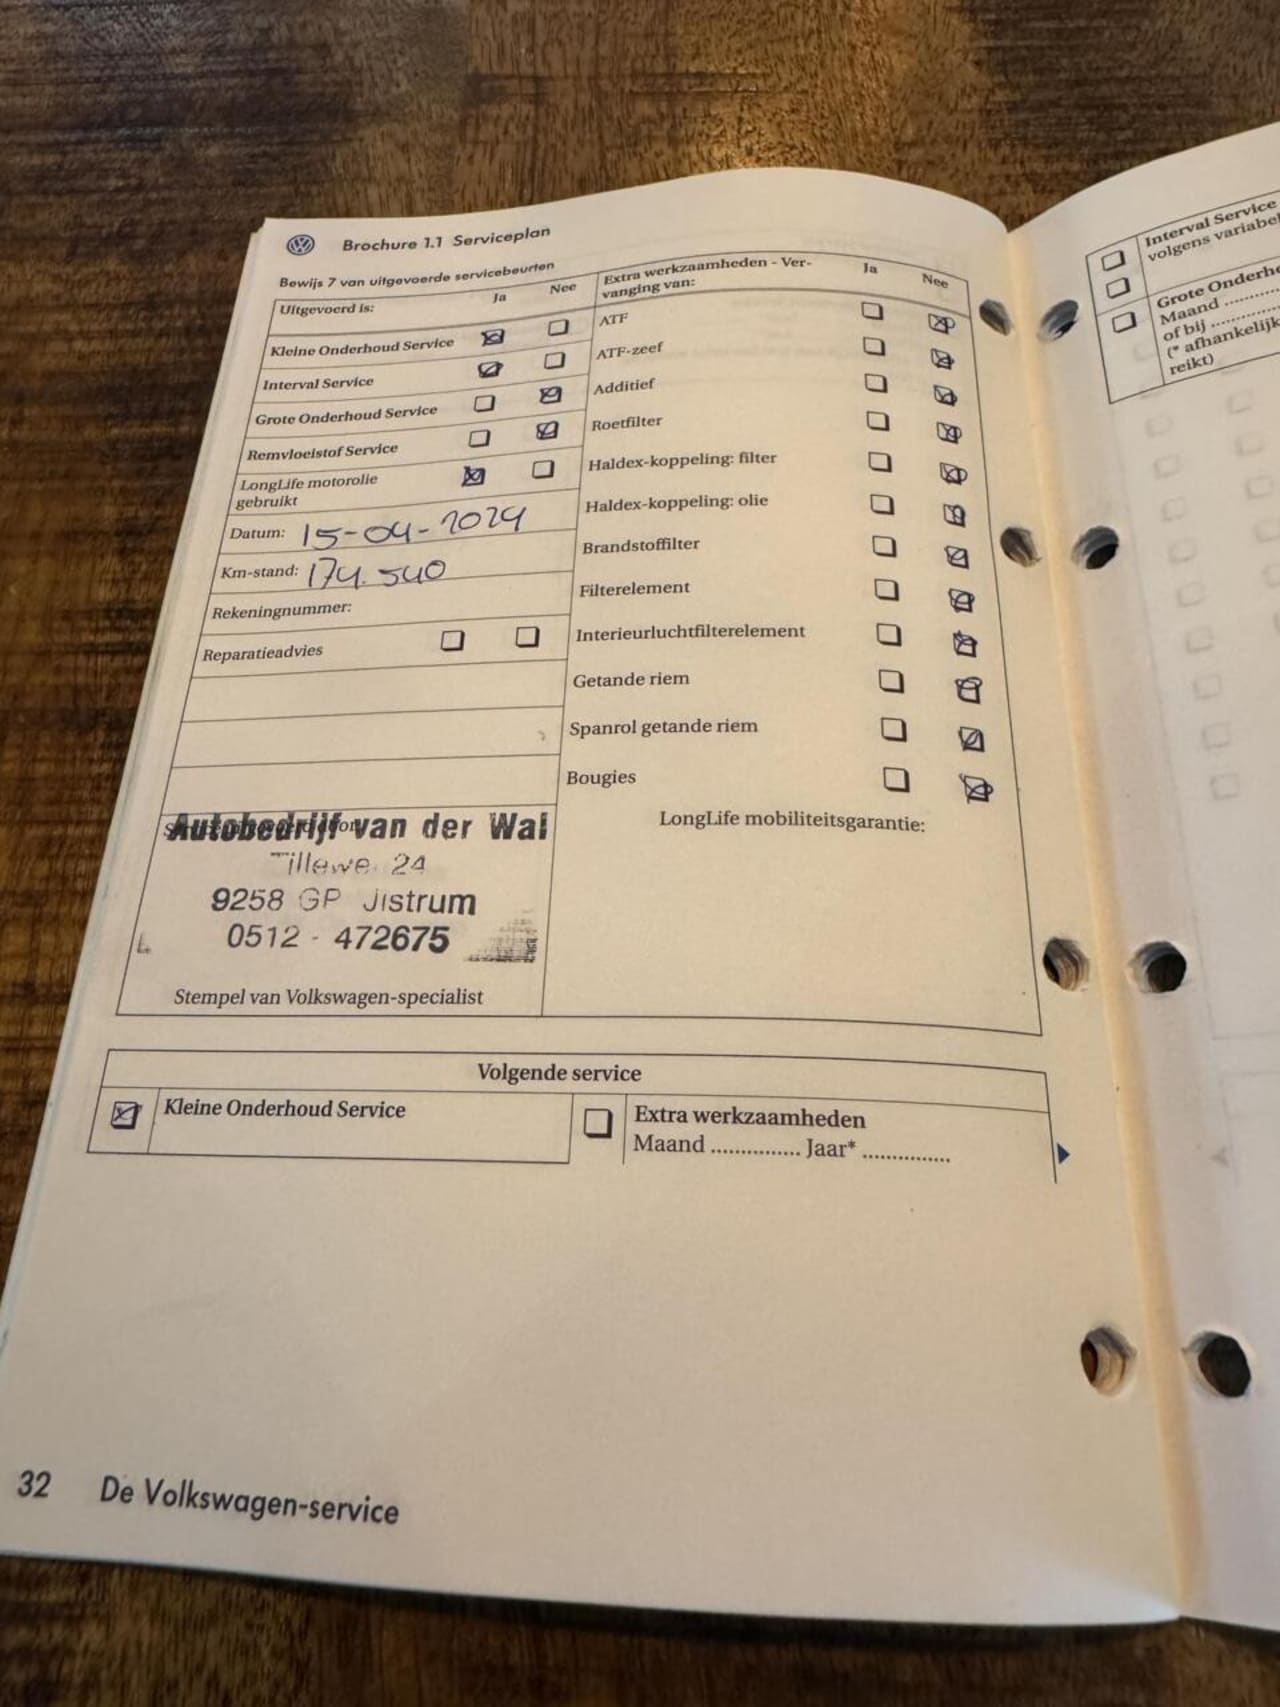 Brochure 1.1 Serviceplan
Bewijs 7 van uitgevoerde servicebeurten
Uitgevoerd is: Ja Nee
Kleine Onderhoud Service
Interval Service
Grote Onderhoud Service
Remvloeistof Service
LongLife motorolie
gebruikt
Datum: 15-04-2024
Km-stand: 174.540
Rekeningnummer:
Reparatieadvies
Extra werkzaamheden - Ver-
vanging van: Ja Nee
ATF
ATF-zeef
Additief
Roetfilter
Haldex-koppeling: filter
Haldex-koppeling: olie
Brandstoffilter
Filterelement
Interieurluchtfilterelement
Getande riem
Spanrol getande riem
Bougies
LongLife mobiliteitsgarantie:
Autobedrijf van der Wal
24
9258 GP Jistrum
0512 - 472675
Stempel van Volkswagen-specialist
Volgende service
Kleine Onderhoud Service
Extra werkzaamheden
Maand ............... Jaar* ...............
32 De Volkswagen-service
Interval Service
volgens
Maand
of bij
(* afhankelijk
reikt)